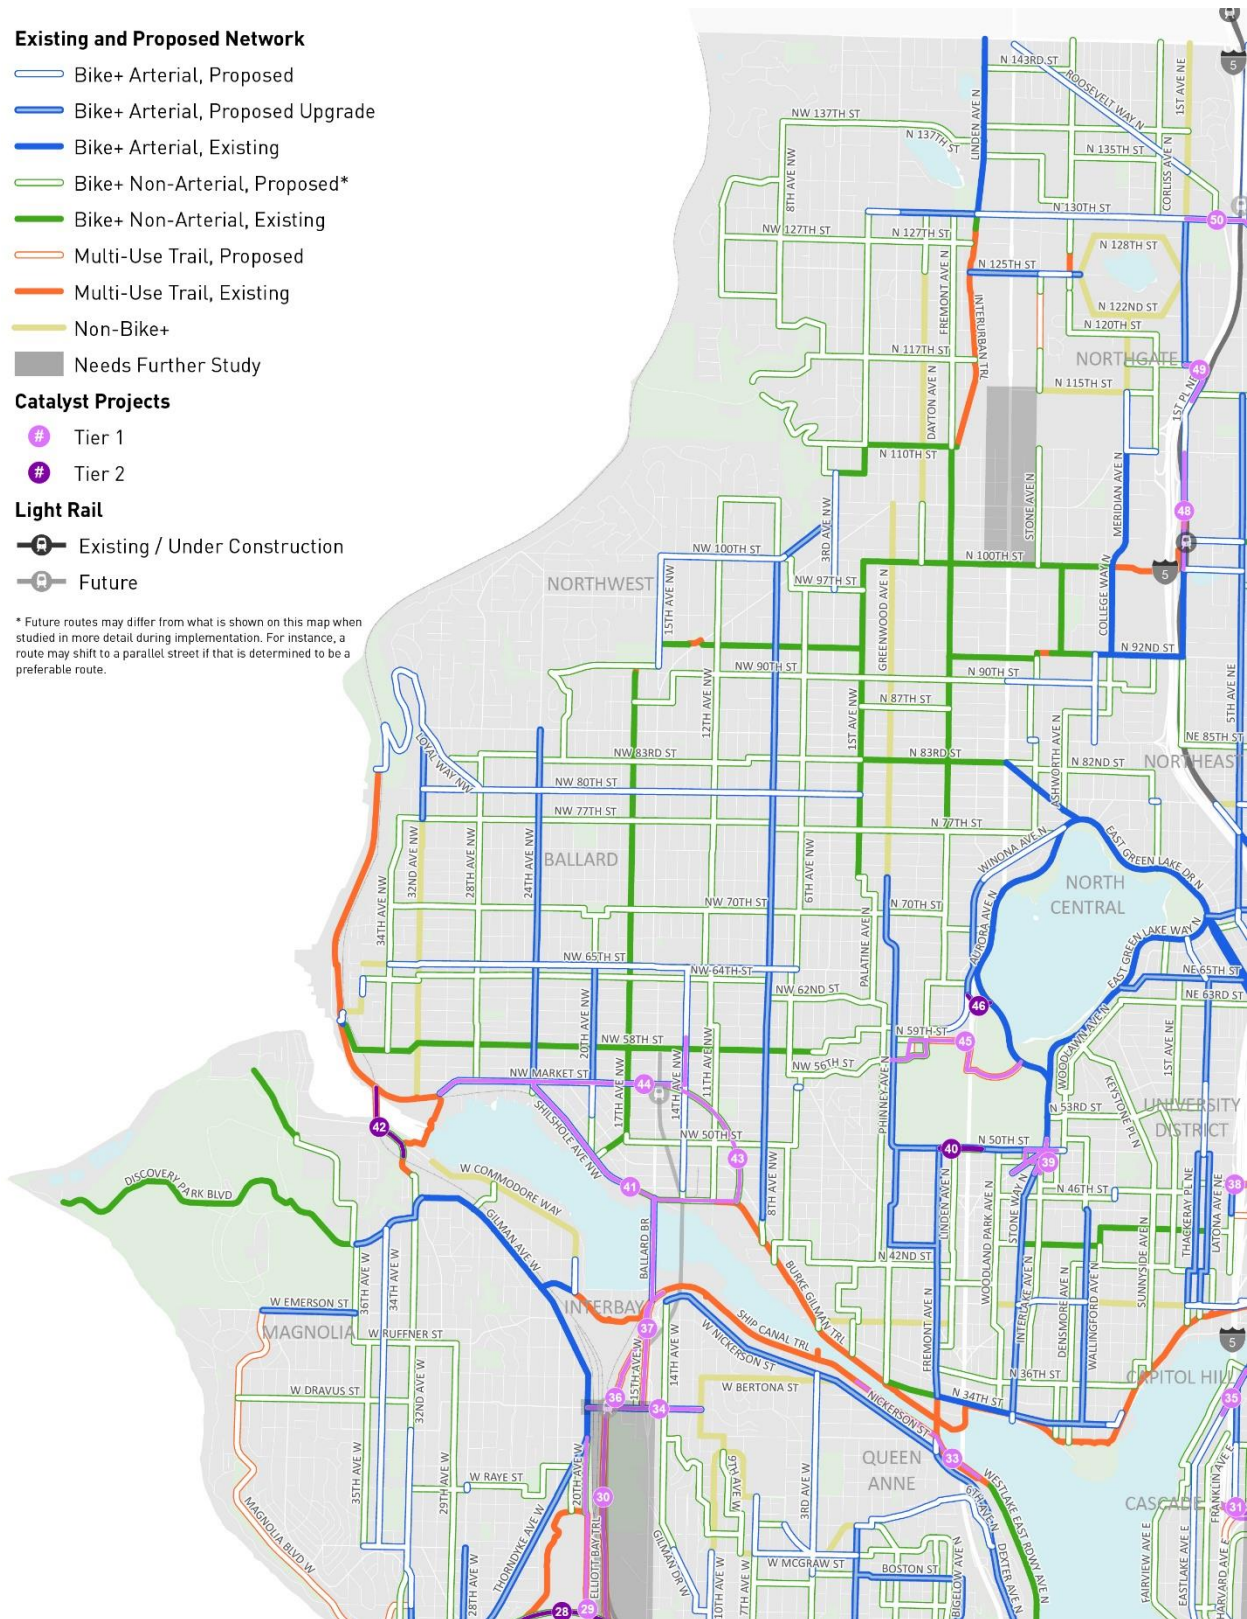 Existing and Proposed Network
Bike+ Arterial, Proposed
Bike+ Arterial, Proposed Upgrade
Bike+ Arterial, Existing
Bike+ Non-Arterial, Proposed*
Bike+ Non-Arterial, Existing
Multi-Use Trail, Proposed
Multi-Use Trail, Existing
Non-Bike+
Needs Further Study
Catalyst Projects
# Tier 1
# Tier 2
Light Rail
Existing / Under Construction
Future
* Future routes may differ from what is shown on this map when
studied in more detail during implementation. For instance, a
route may shift to a parallel street if that is determined to be a
preferable route.
N 143RD ST
ROOSEVELT WAY N
1ST AVE NE
5
NW 137TH ST
N 137TH ST
LINDEN AVE N
N 135TH ST
CORLISS AVE N
8TH AVE NW
N 130TH ST
50
NW 127TH ST
N 127TH ST
N 128TH ST
FREMONT AVE N
N 125TH ST
INTERURBAN TRL
N 122ND ST
N 120TH ST
N 117TH ST
NORTHGATE
49
DAYTON AVE N
N 115TH ST
1ST PL NE
N 110TH ST
STONE AVE N
MERIDIAN AVE N
48
3RD AVE NW
NW 100TH ST
N 100TH ST
5
NORTHWEST
NW 97TH ST
15TH AVE NW
GREENWOOD AVE N
COLLEGE WAY N
N 92ND ST
NW 90TH ST
N 90TH ST
12TH AVE NW
N 87TH ST
1ST AVE NW
5TH AVE NE
ASHWORTH AVE N
NE 85TH ST
LOYAL WAY NW
NW 83RD ST
N 83RD ST
N 82ND ST
NORTHEAST
NW 80TH ST
NW 77TH ST
N 77TH ST
BALLARD
32ND AVE NW
28TH AVE NW
24TH AVE NW
6TH AVE NW
WINONA AVE N
EAST GREEN LAKE DR N
NORTH
CENTRAL
34TH AVE NW
NW 70TH ST
N 70TH ST
PALATINE AVE N
AURORA AVE N
EAST GREEN LAKE WAY N
NW 65TH ST
NW 64TH ST
NE 65TH ST
NW 62ND ST
NE 63RD ST
46
20TH AVE NW
NW 58TH ST
11TH AVE NW
N 59TH ST
45
WOODLAWN AVE N
1ST AVE NE
NW 56TH ST
NW MARKET ST
44
17TH AVE NW
14TH AVE NW
PHINNEY AVE N
KEYSTONE PL N
SHILSHOLE AVE NW
N 53RD ST
UNIVERSITY
DISTRICT
42
NW 50TH ST
40
N 50TH ST
39
43
DISCOVERY PARK BLVD
W COMMODORE WAY
41
8TH AVE NW
LINDEN AVE N
WOODLAND PARK AVE N
STONE WAY N
N 46TH ST
THACKERAY PL NE
LATONA AVE NE
38
GILMAN AVE W
BALLARD BR
N 42ND ST
SUNNYSIDE AVE N
36TH AVE W
34TH AVE W
BURKE GILMAN TRL
INTERLAKE AVE N
DENSMORE AVE N
WALLINGFORD AVE N
W EMERSON ST
INTERBAY
SHIP CANAL TRL
FREMONT AVE N
MAGNOLIA
W RUFFNER ST
37
W NICKERSON ST
5
15TH AVE W
14TH AVE W
N 36TH ST
CAPITOL HILL
W DRAVUS ST
32ND AVE W
W BERTONA ST
36
34
NICKERSON ST
N 34TH ST
35
QUEEN
ANNE
33
35TH AVE W
29TH AVE W
W RAYE ST
20TH AVE W
30
9TH AVE W
3RD AVE W
6TH AVE N
WESTLAKE EAST RDWY AVE N
CASCADE
31
FRANKLIN AVE E
MAGNOLIA BLVD W
28TH AVE W
THORNDYKE AVE W
ELLIOTT BAY TRL
GILMAN DR W
10TH AVE W
7TH AVE W
W MCGRAW ST
BOSTON ST
BIGELOW AVE N
DEXTER AVE N
FAIRVIEW AVE E
EASTLAKE AVE E
HARVARD AVE E
28
29